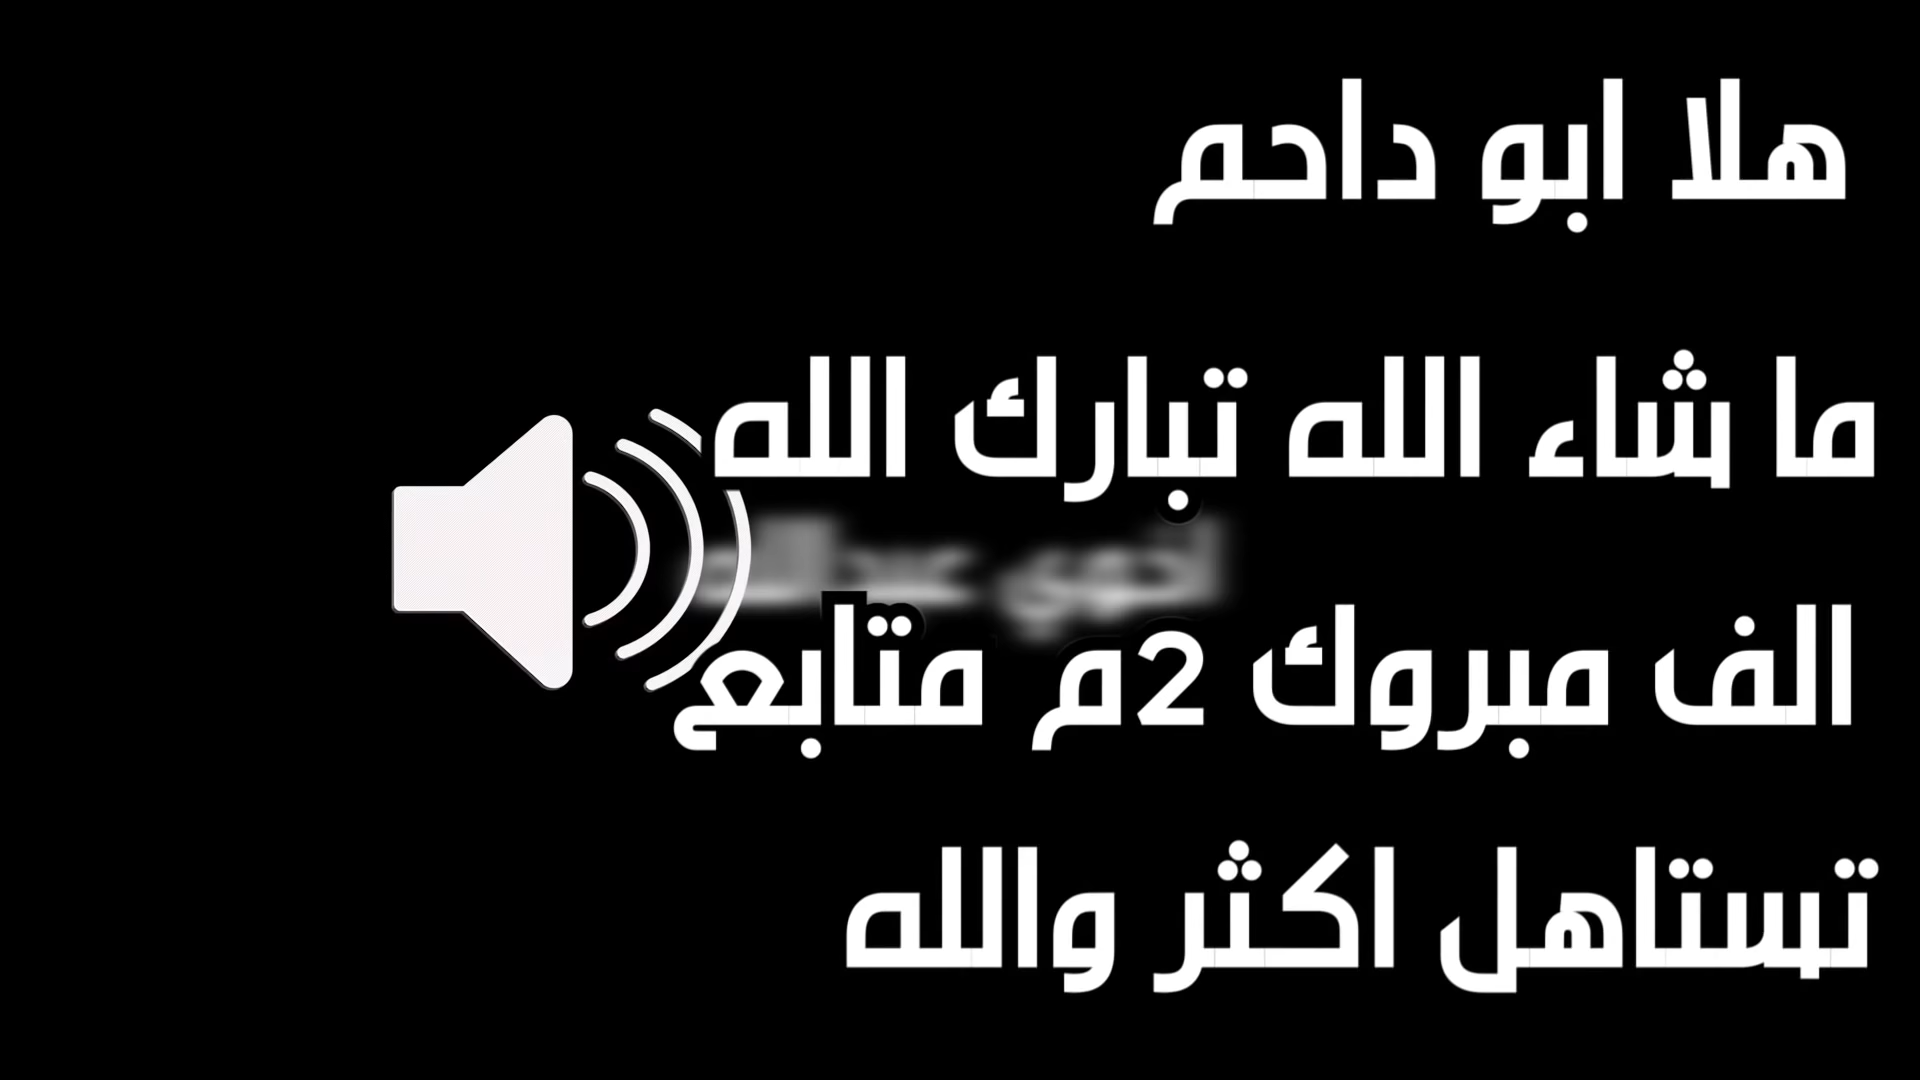 هلا ابو داحم
ما شاء الله تبارك الله
الف مبروك 2م متابع
تستاهل اكثر والله